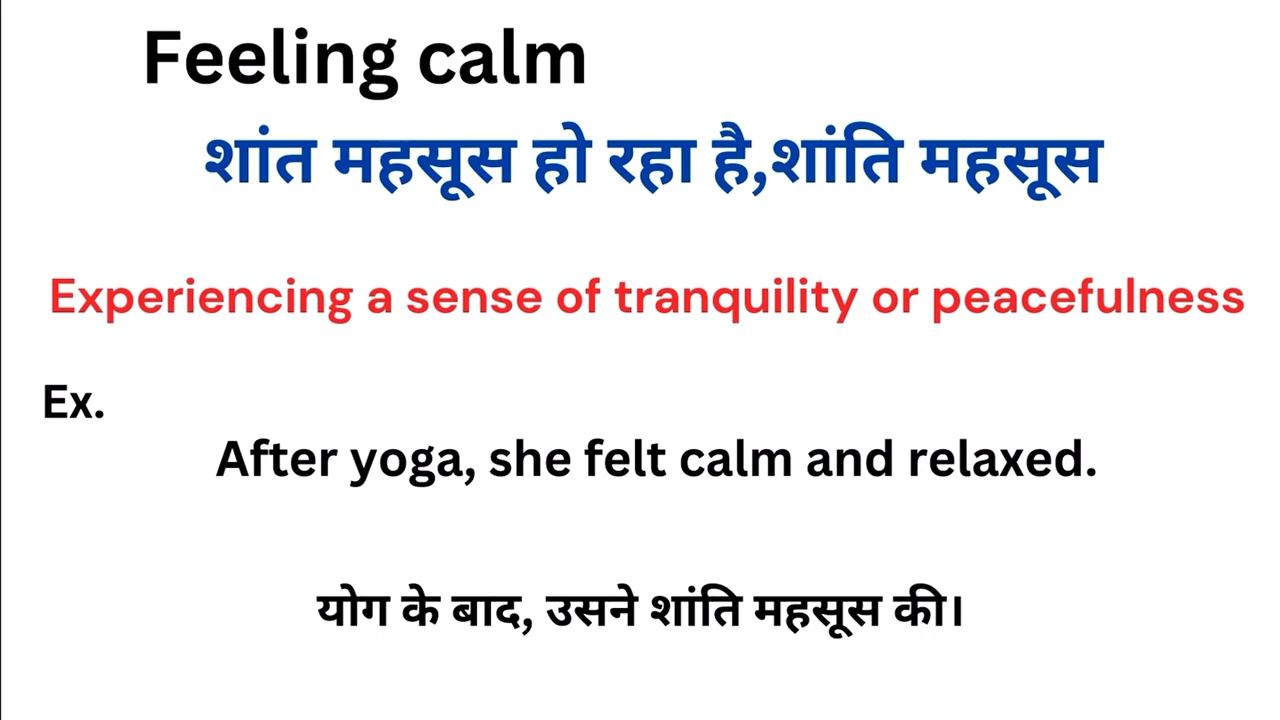 Feeling calm
शांत महसूस हो रहा है,शांति महसूस
Experiencing a sense of tranquility or peacefulness
Ex.
After yoga, she felt calm and relaxed.
योग के बाद, उसने शांति महसूस की।